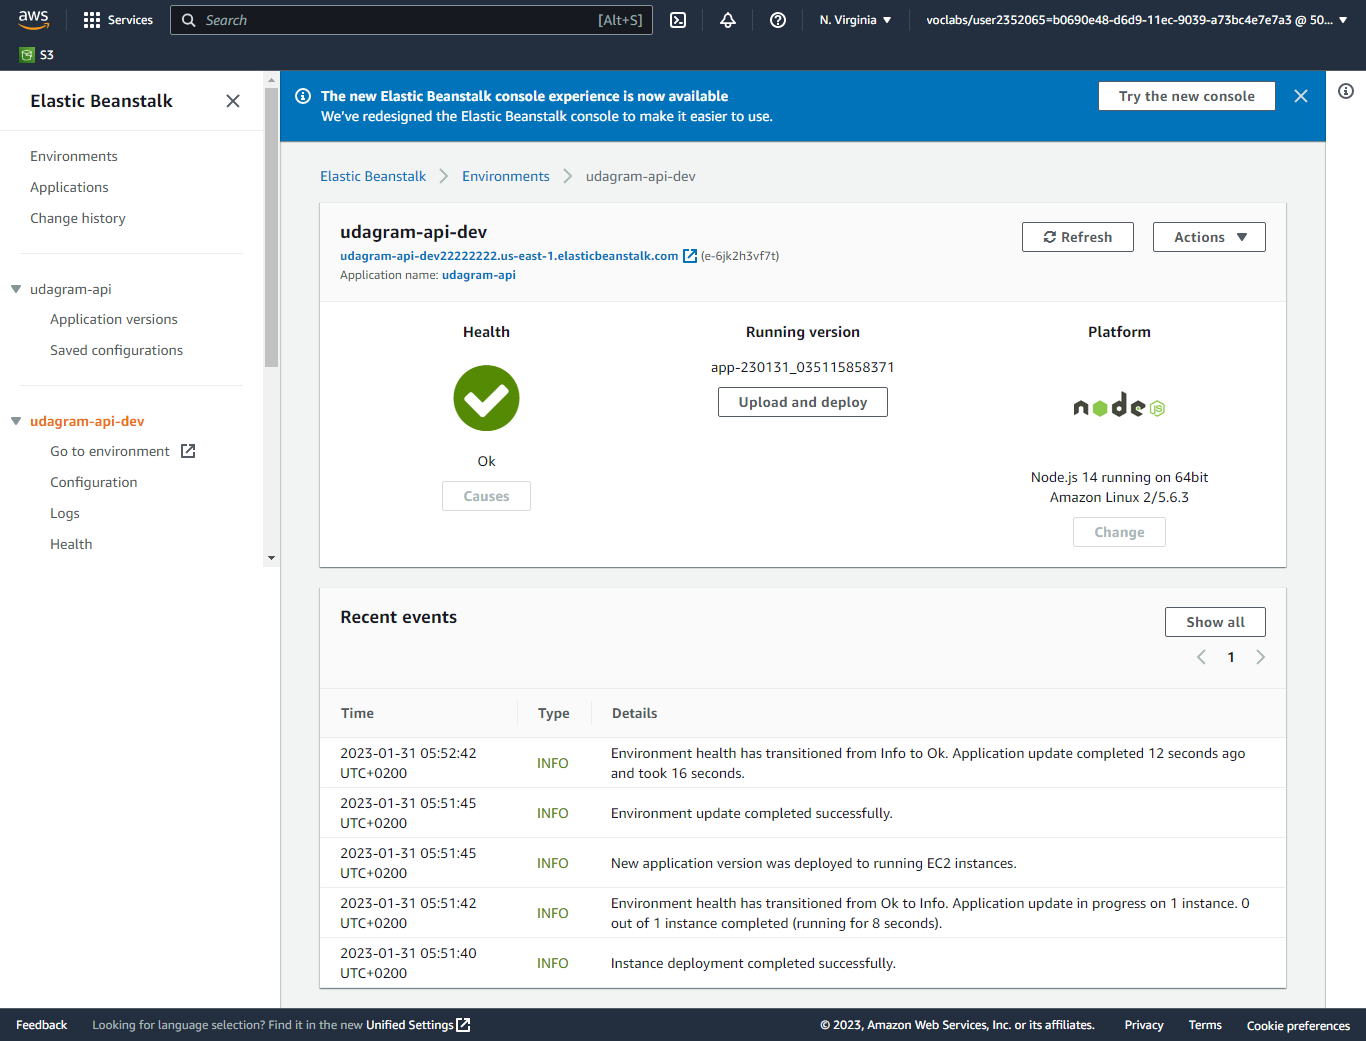 aws
Services
Search
[Alt+S]
N. Virginia
voclabs/user2352065=b0690e48-d6d9-11ec-9039-a73bc4e7e7a3 @ 50...
S3
Elastic Beanstalk
Environments
Applications
Change history
udagram-api
Application versions
Saved configurations
udagram-api-dev
Go to environment
Configuration
Logs
Health
The new Elastic Beanstalk console experience is now available
We've redesigned the Elastic Beanstalk console to make it easier to use.
Try the new console
Elastic Beanstalk
Environments
udagram-api-dev
udagram-api-dev
udagram-api-dev22222222.us-east-1.elasticbeanstalk.com (e-6jk2h3vf7t)
Application name: udagram-api
Refresh
Actions
Health
Ok
Causes
Running version
app-230131_035115858371
Upload and deploy
Platform
node
JS
Node.js 14 running on 64bit
Amazon Linux 2/5.6.3
Change
Recent events
Show all
1
Time
Type
Details
2023-01-31 05:52:42
UTC+0200
INFO
Environment health has transitioned from Info to Ok. Application update completed 12 seconds ago
and took 16 seconds.
2023-01-31 05:51:45
UTC+0200
INFO
Environment update completed successfully.
2023-01-31 05:51:45
UTC+0200
INFO
New application version was deployed to running EC2 instances.
2023-01-31 05:51:42
UTC+0200
INFO
Environment health has transitioned from Ok to Info. Application update in progress on 1 instance. 0
out of 1 instance completed (running for 8 seconds).
2023-01-31 05:51:40
UTC+0200
INFO
Instance deployment completed successfully.
Feedback
Looking for language selection? Find it in the new Unified Settings
© 2023, Amazon Web Services, Inc. or its affiliates.
Privacy
Terms
Cookie preferences